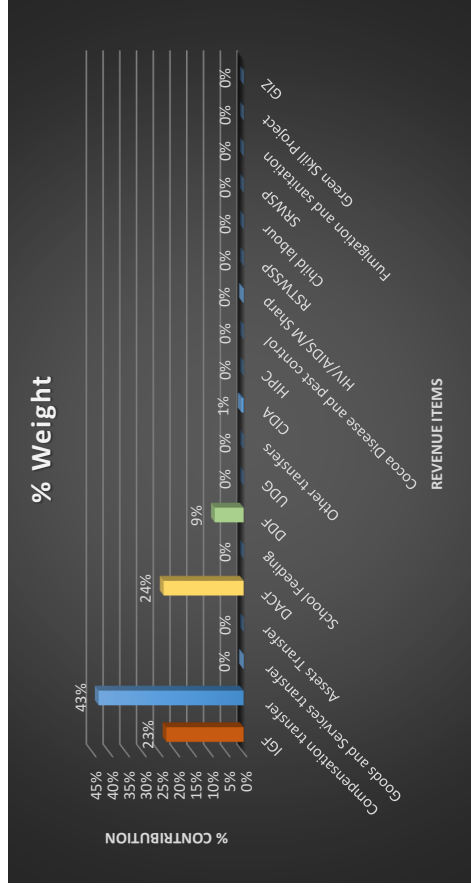 % Weight
% CONTRIBUTION
45%
40%
35%
30%
25%
20%
15%
10%
5%
0%
23%
43%
0%
0%
24%
0%
9%
0%
0%
1%
0%
0%
0%
0%
0%
0%
0%
0%
0%
IGF
Compensation transfer
Goods and Services transfer
Assets Transfer
DACF
School Feeding
DDF
UDG
Other transfers
CIDA
HIPC
Cocoa Disease and pest control
HIV/AIDS/M Sharp
RSTWSSP
Child labour
SRWSP
Fumigation and sanitation
Green Skill Project
GIZ
REVENUE ITEMS